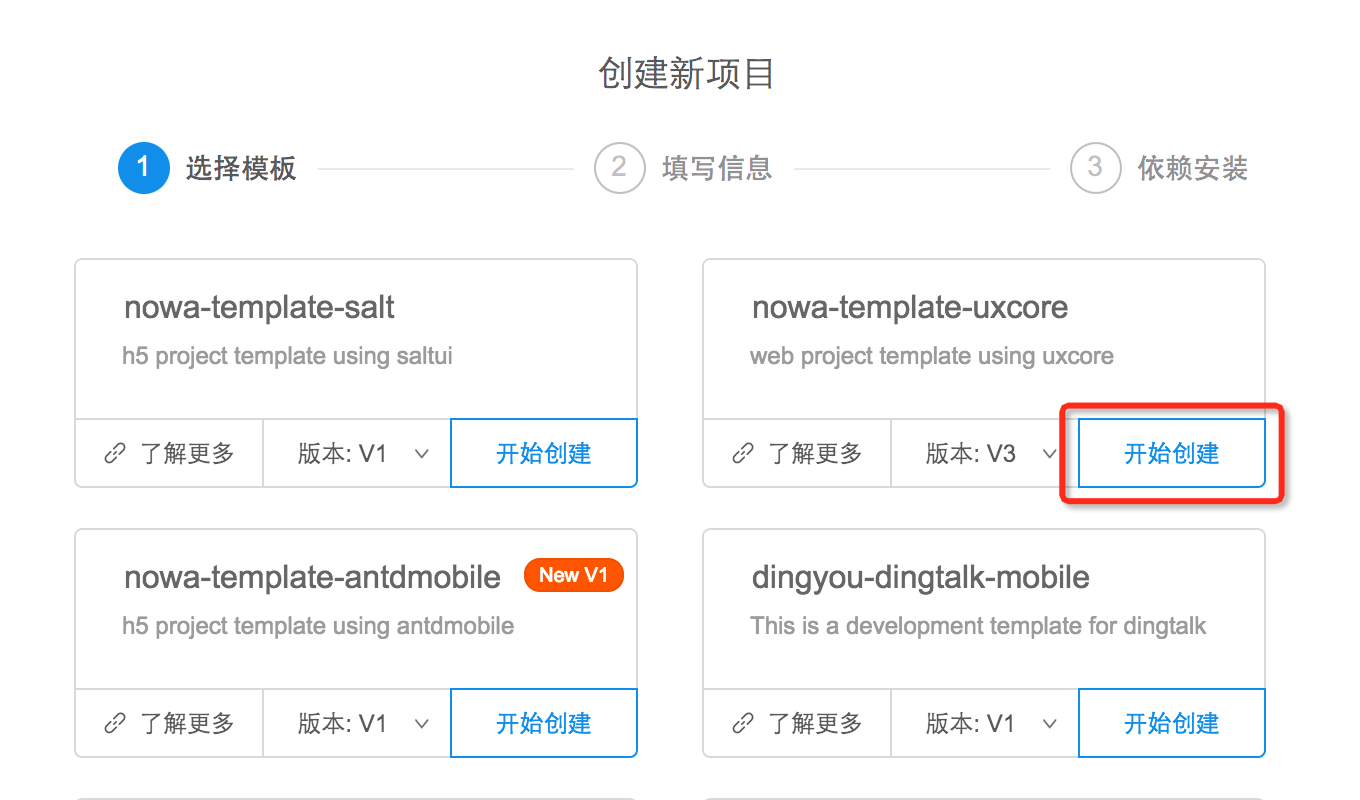 创建新项目
1 选择模板 2 填写信息 3 依赖安装
nowa-template-salt
h5 project template using saltui
了解更多 版本: V1 开始创建
nowa-template-uxcore
web project template using uxcore
了解更多 版本: V3 开始创建
nowa-template-antdmobile New V1
h5 project template using antdmobile
了解更多 版本: V1 开始创建
dingyou-dingtalk-mobile
This is a development template for dingtalk
了解更多 版本: V1 开始创建